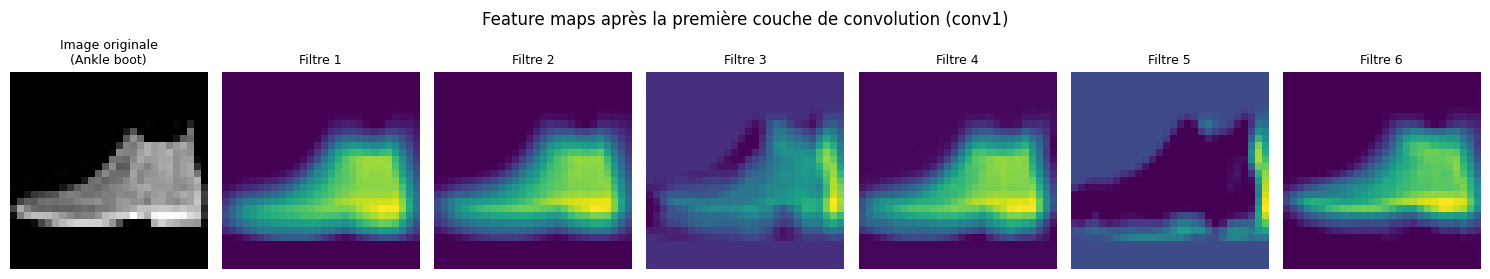 Feature maps après la première couche de convolution (conv1)
Image originale
(Ankle boot)
Filtre 1
Filtre 2
Filtre 3
Filtre 4
Filtre 5
Filtre 6